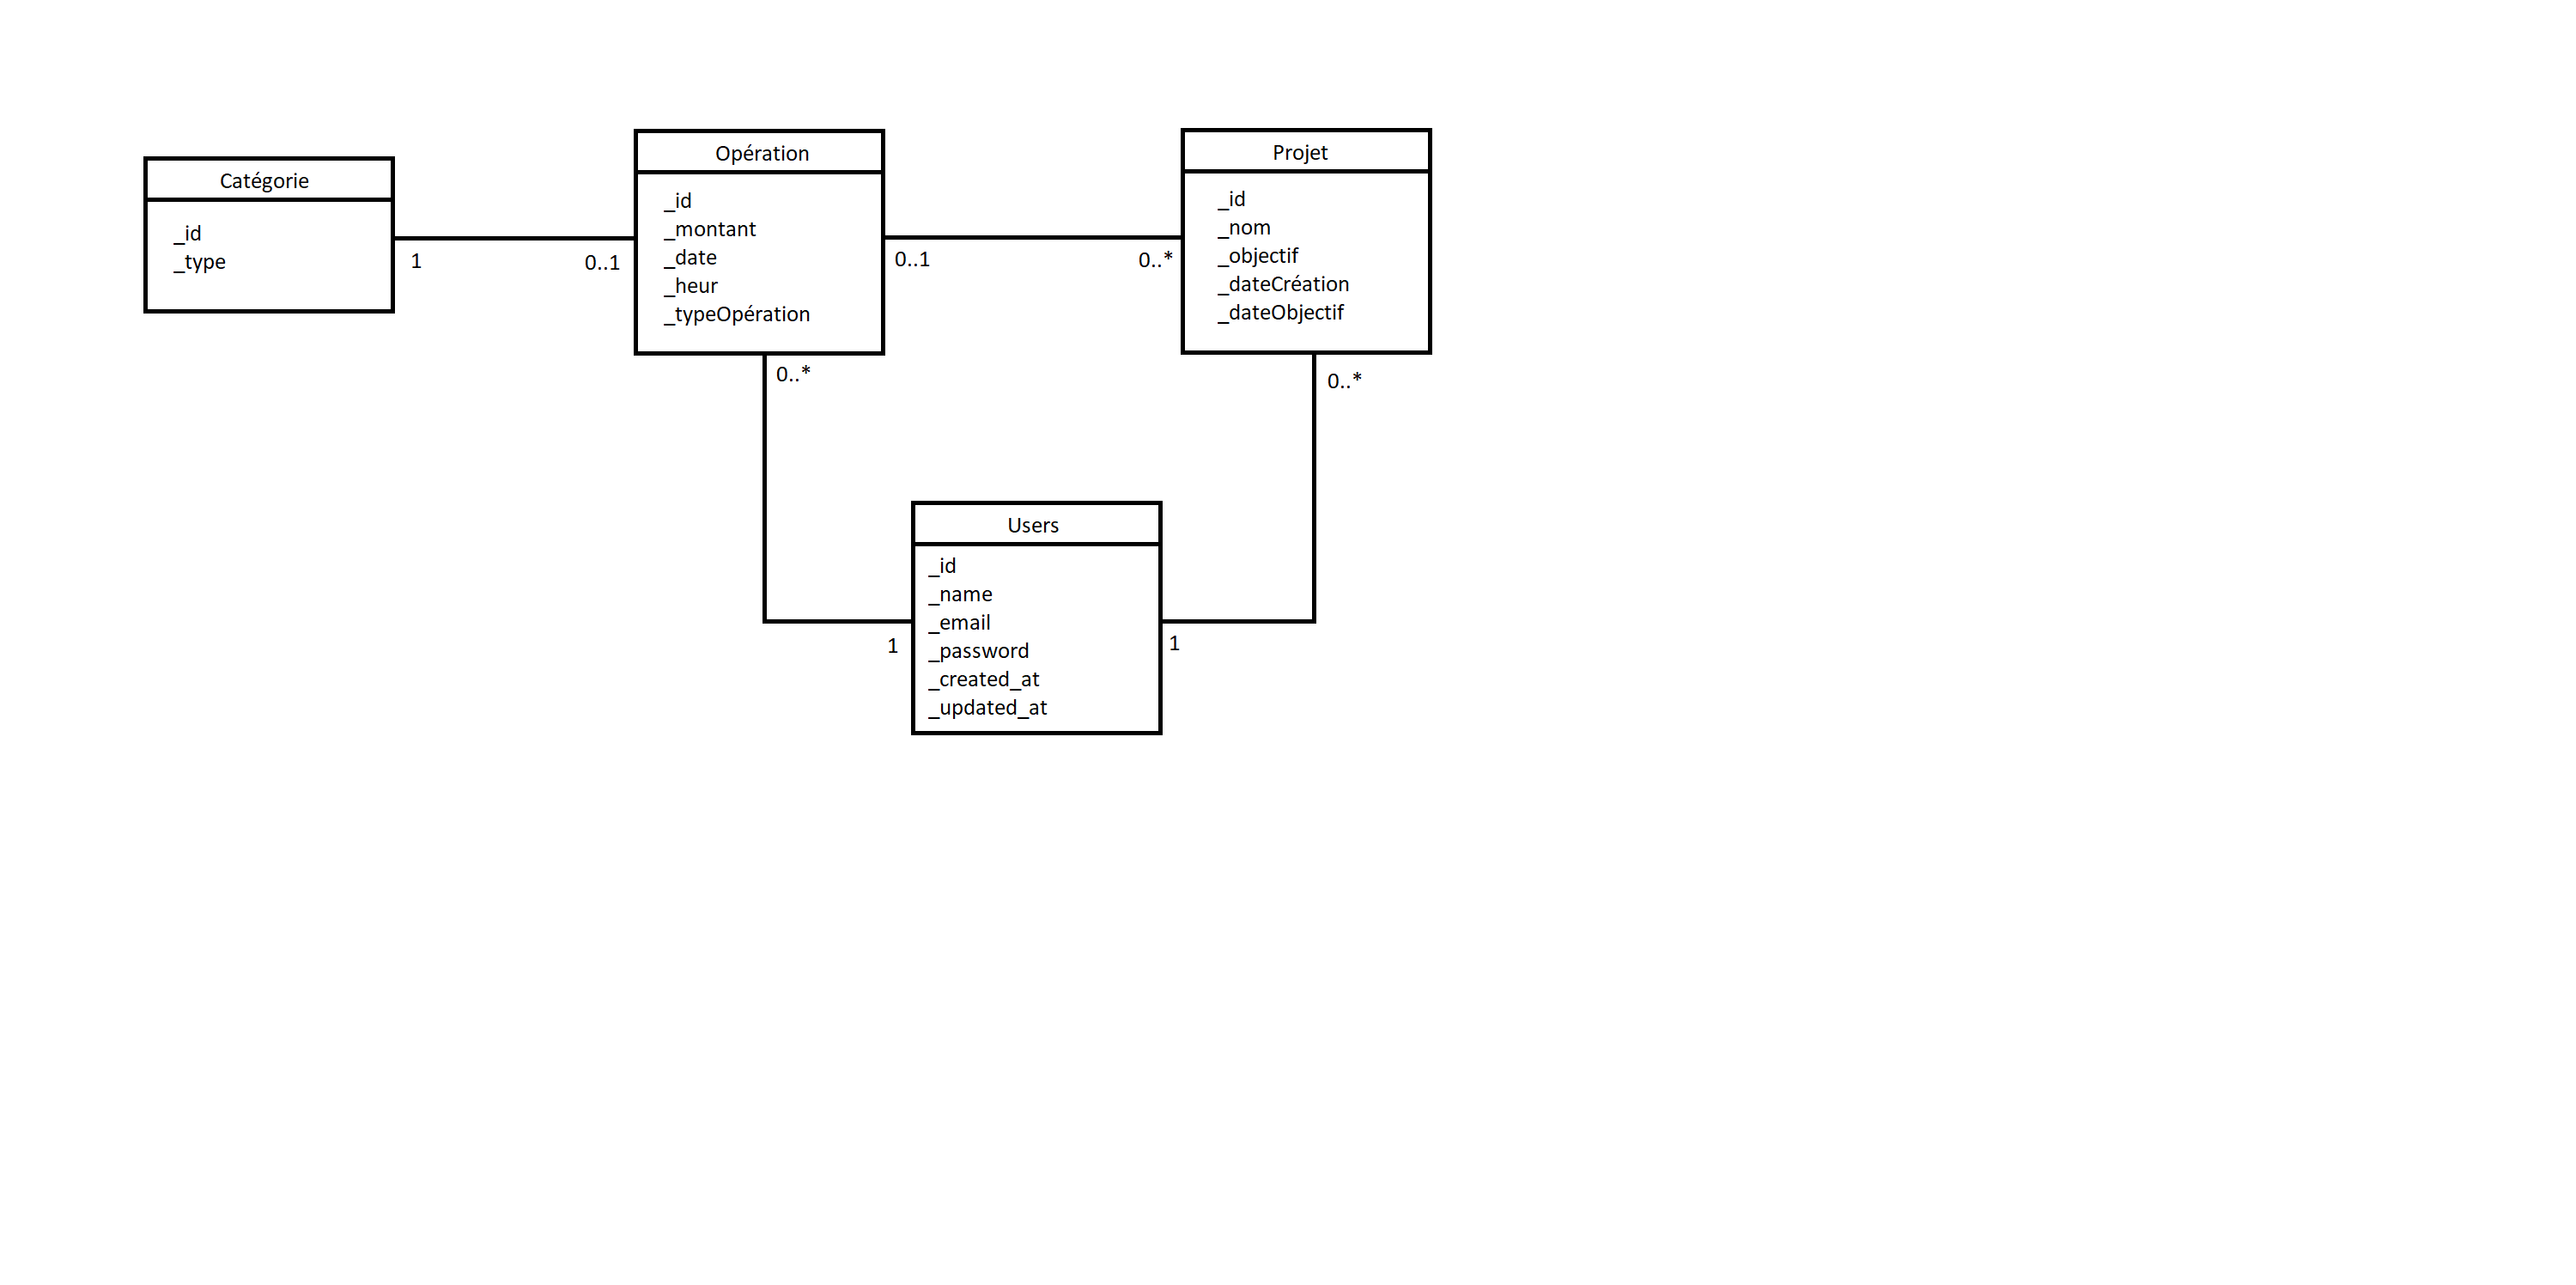 Catégorie
_id
_type
1
0..1
Opération
_id
_montant
_date
_heur
_typeOpération
0..1
0..*
Projet
_id
_nom
_objectif
_dateCréation
_dateObjectif
0..*
0..*
Users
_id
_name
_email
_password
_created_at
_updated_at
1
1